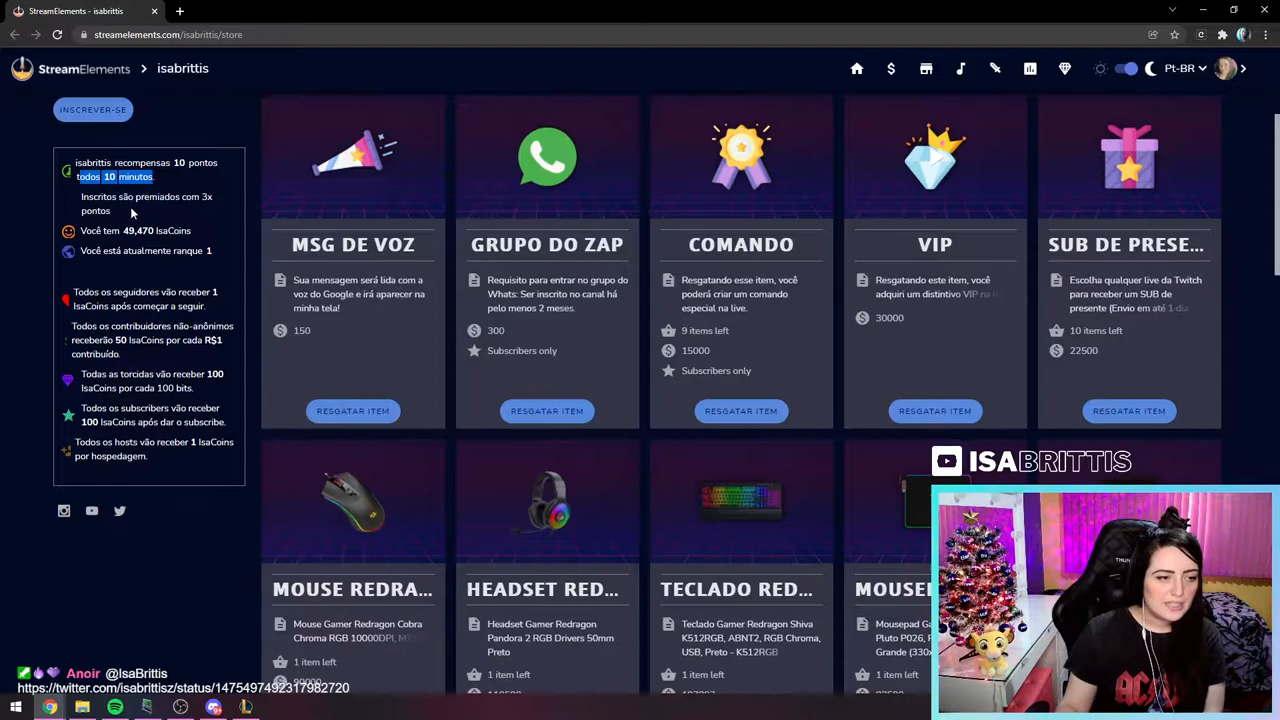 StreamElements - isabrittis
streamelements.com/isabrittis/store
StreamElements
isabrittis
Pt-BR
INSCREVER-SE
isabrittis recompensas 10 pontos
todos 10 minutos.
Inscritos são premiados com 3x
pontos
Você tem 49,470 IsaCoins
Você está atualmente ranque 1
Todos os seguidores vão receber 1
IsaCoins após começar a seguir.
Todos os contribuidores não-anônimos
receberão 50 IsaCoins por cada R$1
contribuído.
Todas as torcidas vão receber 100
IsaCoins por cada 100 bits.
Todos os subscribers vão receber
100 IsaCoins após dar o subscribe.
Todos os hosts vão receber 1 IsaCoins
por hospedagem.
MSG DE VOZ
Sua mensagem será lida com a
voz do Google e irá aparecer na
minha tela!
150
RESGATAR ITEM
GRUPO DO ZAP
Requisito para entrar no grupo do
Whats: Ser inscrito no canal há
pelo menos 2 meses.
300
Subscribers only
RESGATAR ITEM
COMANDO
Resgatando esse item, você
poderá criar um comando
especial na live.
9 items left
15000
Subscribers only
RESGATAR ITEM
VIP
Resgatando este item, você
adquiri um distintivo VIP na
30000
RESGATAR ITEM
SUB DE PRESE...
Escolha qualquer live da Twitch
para receber um SUB de
presente (Envio em até 1 dia
10 items left
22500
RESGATAR ITEM
MOUSE REDRA...
Mouse Gamer Redragon Cobra
Chroma RGB 10000DPI,
1 item left
HEADSET RED...
Headset Gamer Redragon
Pandora 2 RGB Drivers 50mm
Preto
1 item left
TECLADO RED...
Teclado Gamer Redragon Shiva
K512RGB, ABNT2, RGB Chroma,
USB, Preto - K512RGB
1 item left
MOUSE
Mousepad
Pluto P026,
Grande (330x
1 item left
ISABRITTIS
THUN
AC DC
Anoir @IsaBrittis
https://twitter.com/isabrittisz/status/1475497492317982720